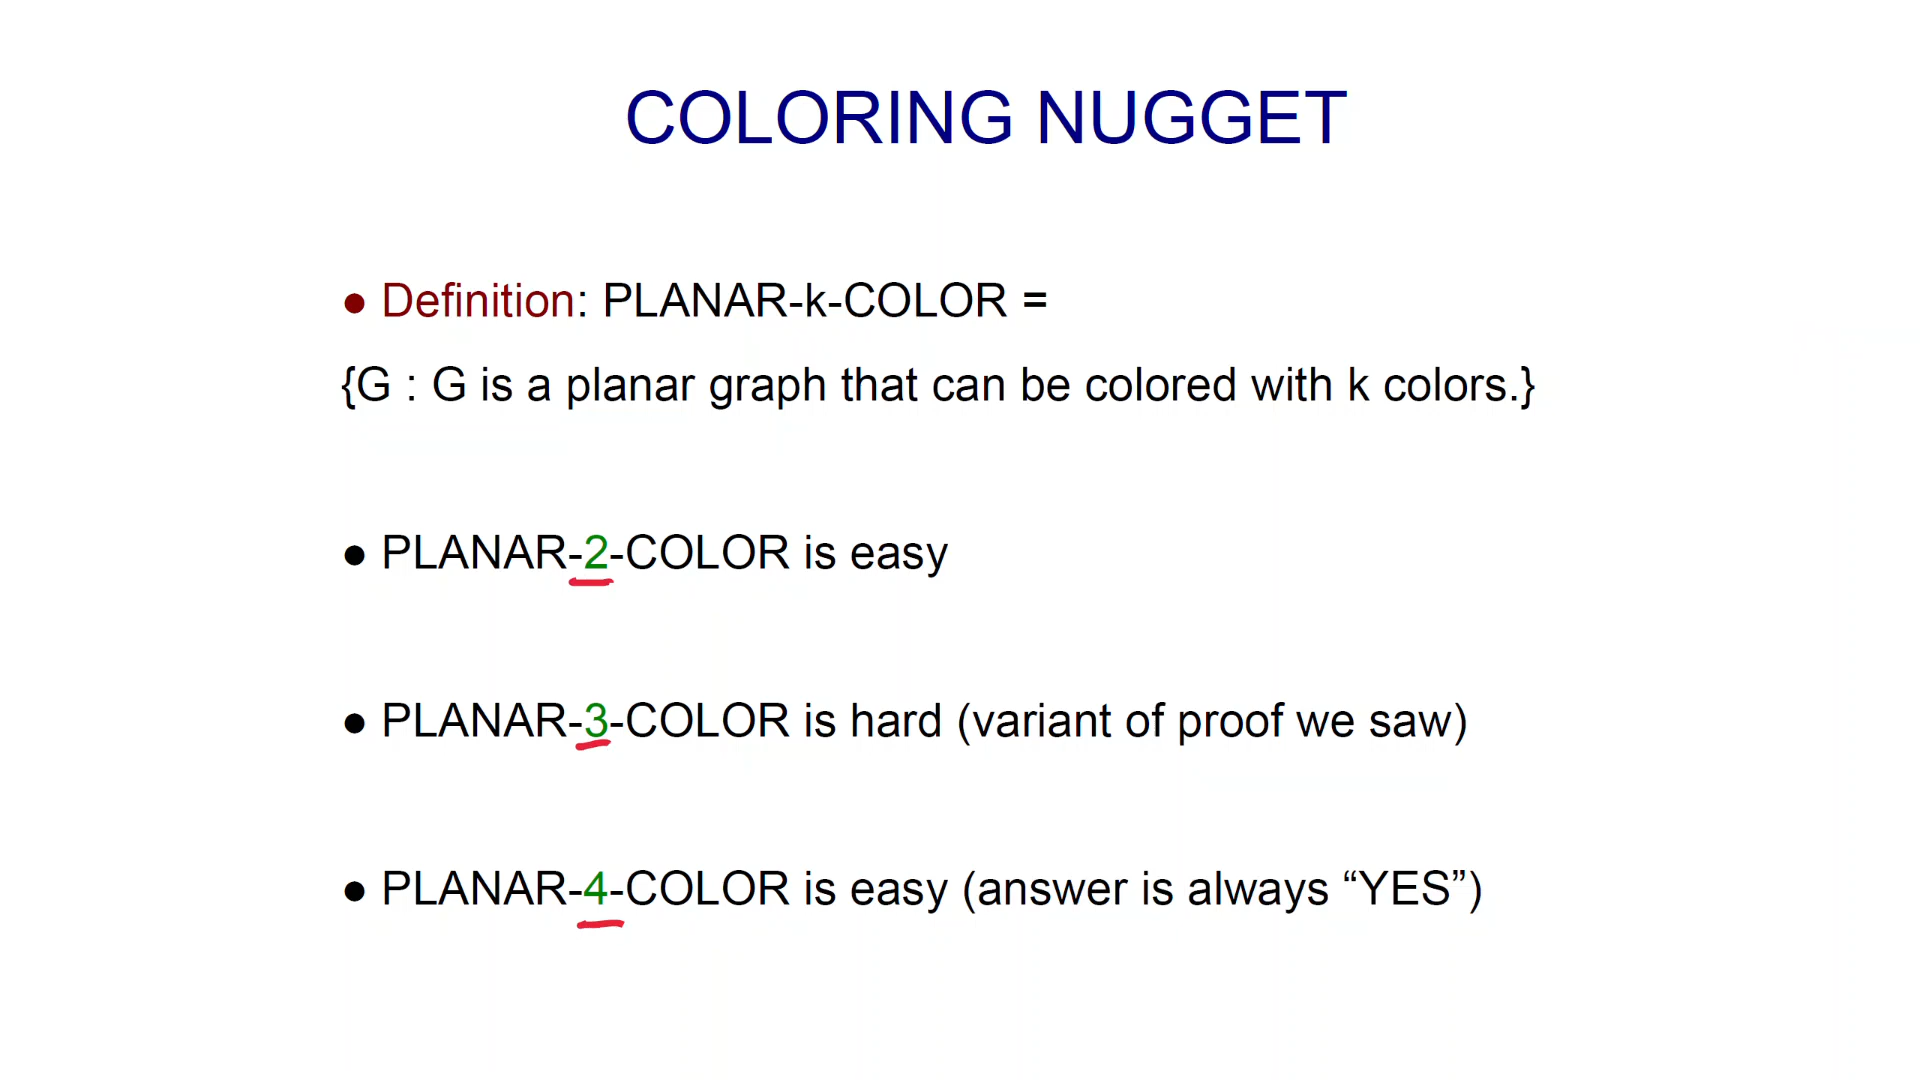 COLORING NUGGET
● Definition: PLANAR-k-COLOR =
{G : G is a planar graph that can be colored with k colors.}
● PLANAR-2-COLOR is easy
● PLANAR-3-COLOR is hard (variant of proof we saw)
● PLANAR-4-COLOR is easy (answer is always “YES”)